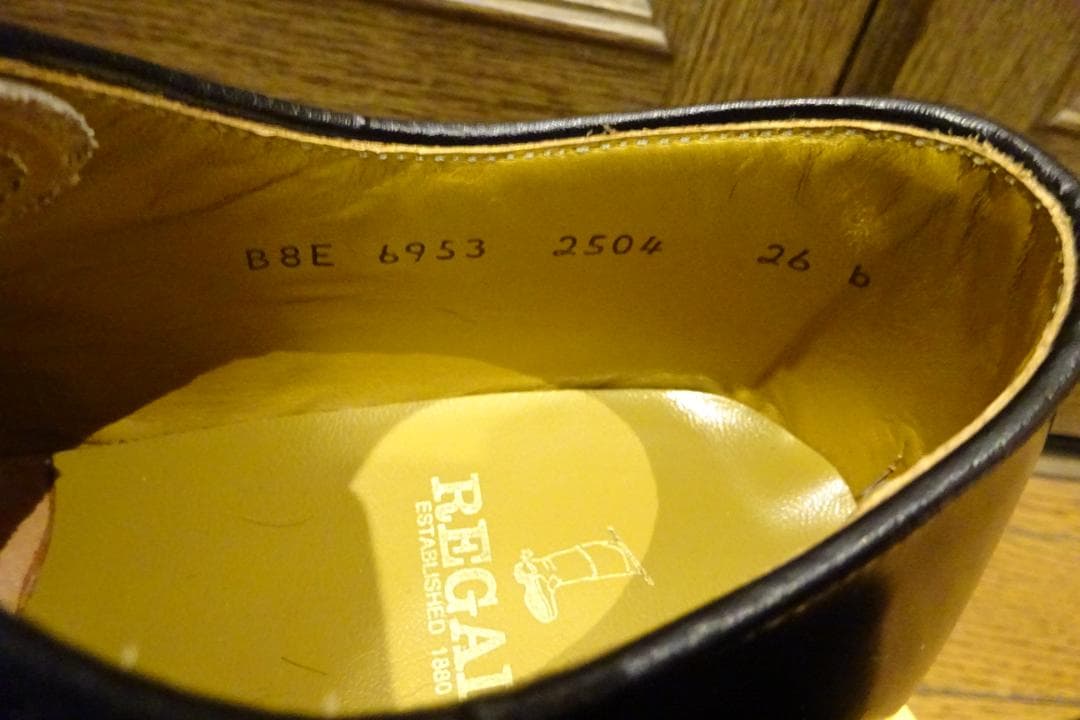 B8E 6953 2504 26 b
REGAL
ESTABLISHED 1880